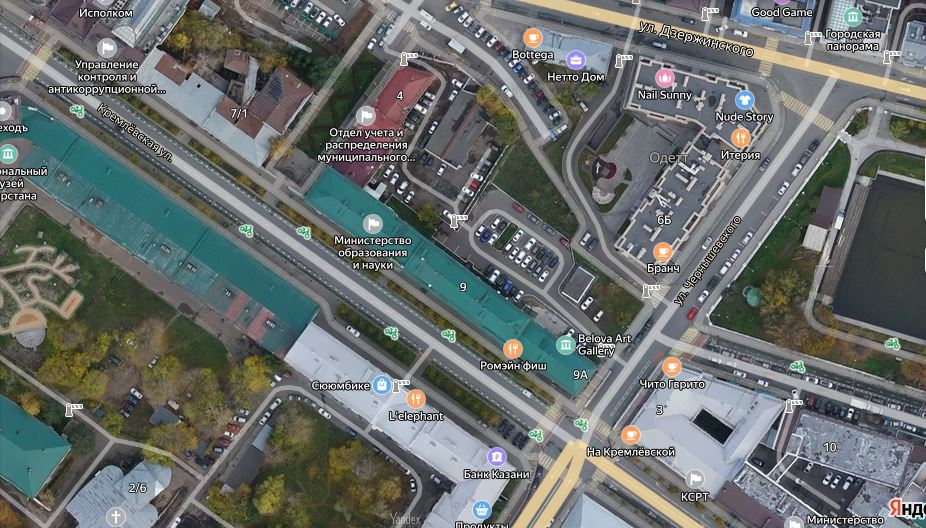 Исполком
Good Game
Городская
панорама
ул. Дзержинского
Bottega
Нетто Дом
Управление
контроля и
антикоррупционной...
Nail Sunny
4
Nude Story
7/1
Кремлёвская ул.
Отдел учета и
распределения
муниципального...
Итерия
Одетт
6Б
Министерство
образования
и науки
Бранч
ул. Чернышевского
9
Belova Art
Gallery
Ромэйн фиш
9А
Сююмбике
Чито Гврито
L'elephant
3
На Кремлёвской
10
Банк Казани
КСРТ
2/6
Продукты
Министерство
Yandex